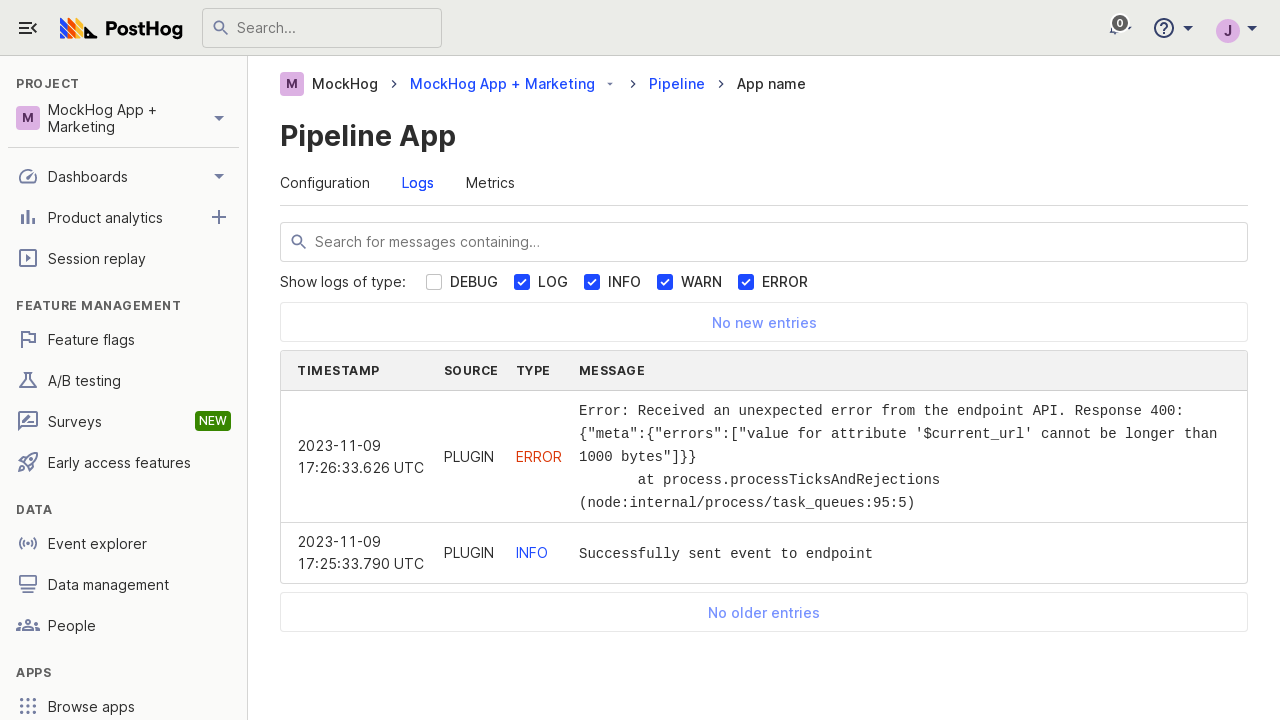 PostHog
Search...
0
J
PROJECT
M
MockHog App +
Marketing
Dashboards
Product analytics
Session replay
FEATURE MANAGEMENT
Feature flags
A/B testing
Surveys
NEW
Early access features
DATA
Event explorer
Data management
People
APPS
Browse apps
M MockHog MockHog App + Marketing Pipeline App name
Pipeline App
Configuration Logs Metrics
Search for messages containing…
Show logs of type: DEBUG LOG INFO WARN ERROR
No new entries
TIMESTAMP SOURCE TYPE MESSAGE
2023-11-09
17:26:33.626 UTC
PLUGIN
ERROR
Error: Received an unexpected error from the endpoint API. Response 400:
{"meta":{"errors":["value for attribute '$current_url' cannot be longer than
1000 bytes"]}}
at process.processTicksAndRejections
(node:internal/process/task_queues:95:5)
2023-11-09
17:25:33.790 UTC
PLUGIN
INFO
Successfully sent event to endpoint
No older entries